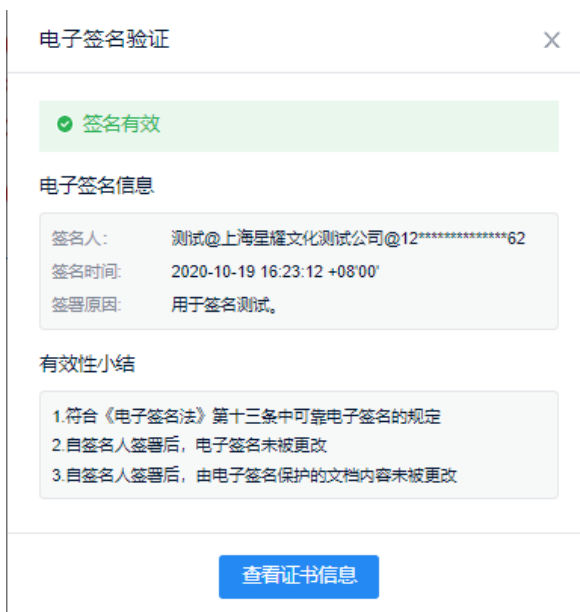 电子签名验证
签名有效
电子签名信息
签名人: 测试@上海星耀文化测试公司@12**************62
签名时间: 2020-10-19 16:23:12 +08'00'
签署原因: 用于签名测试。
有效性小结
1.符合《电子签名法》第十三条中可靠电子签名的规定
2.自签名人签署后，电子签名未被更改
3.自签名人签署后，由电子签名保护的文档内容未被更改
查看证书信息